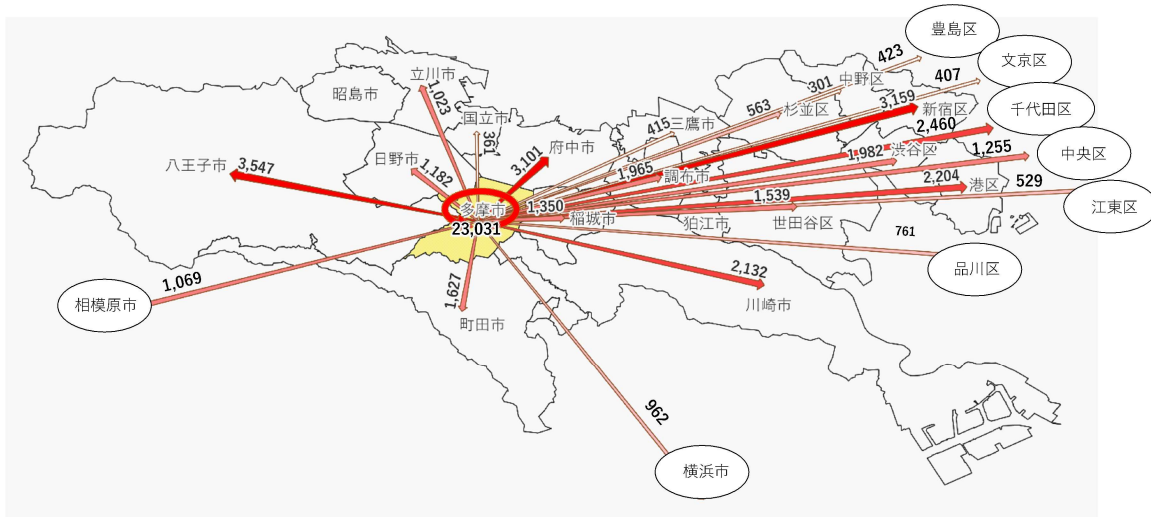 豊島区
423
文京区
407
立川市
1,023
昭島市
国立市
361
中野区
301
杉並区
563
3,159
新宿区
千代田区
2,460
三鷹市
415
府中市
3,101
日野市
1,182
八王子市
3,547
1,965
調布市
1,982
渋谷区
1,255
中央区
2,204
港区
529
江東区
多摩市
23,031
1,350
稲城市
狛江市
1,539
世田谷区
761
品川区
1,069
相模原市
1,627
町田市
2,132
川崎市
962
横浜市